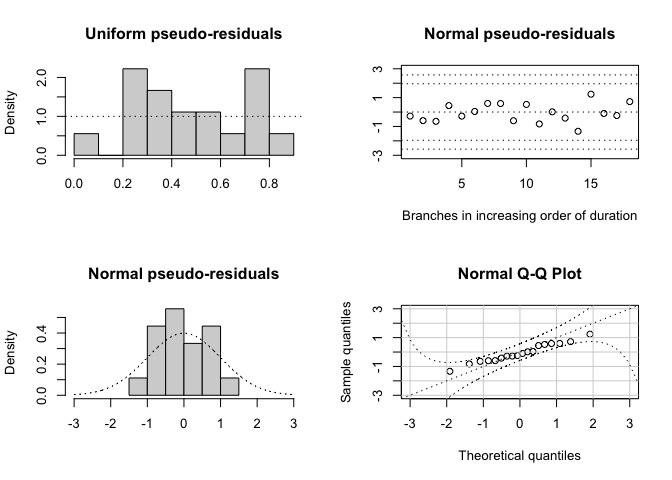 Uniform pseudo-residuals
Density
0.0 1.0 2.0
0.0 0.2 0.4 0.6 0.8
Normal pseudo-residuals
-3 -1 1 3
5 10 15
Branches in increasing order of duration
Normal pseudo-residuals
Density
0.0 0.2 0.4
-3 -2 -1 0 1 2 3
Normal Q-Q Plot
Sample quantiles
-3 -1 1 3
-3 -2 -1 0 1 2 3
Theoretical quantiles